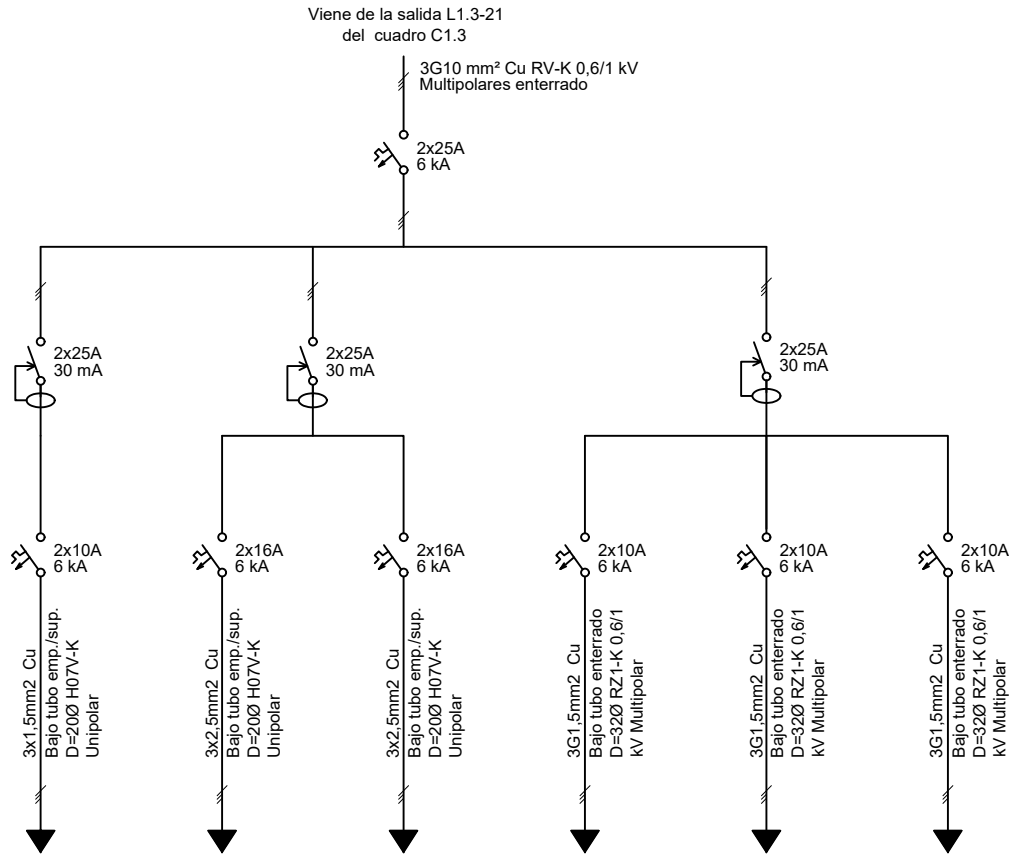 Viene de la salida L1.3-21
del cuadro C1.3
3G10 mm² Cu RV-K 0,6/1 kV
Multipolares enterrado
2x25A
6 kA
2x25A
30 mA
2x25A
30 mA
2x25A
30 mA
2x10A
6 kA
2x16A
6 kA
2x16A
6 kA
2x10A
6 kA
2x10A
6 kA
2x10A
6 kA
3x1,5mm2 Cu
Bajo tubo emp./sup.
D=20Ø H07V-K
Unipolar
3x2,5mm2 Cu
Bajo tubo emp./sup.
D=20Ø H07V-K
Unipolar
3x2,5mm2 Cu
Bajo tubo emp./sup.
D=20Ø H07V-K
Unipolar
3G1,5mm2 Cu
Bajo tubo enterrado
D=32Ø RZ1-K 0,6/1
kV Multipolar
3G1,5mm2 Cu
Bajo tubo enterrado
D=32Ø RZ1-K 0,6/1
kV Multipolar
3G1,5mm2 Cu
Bajo tubo enterrado
D=32Ø RZ1-K 0,6/1
kV Multipolar